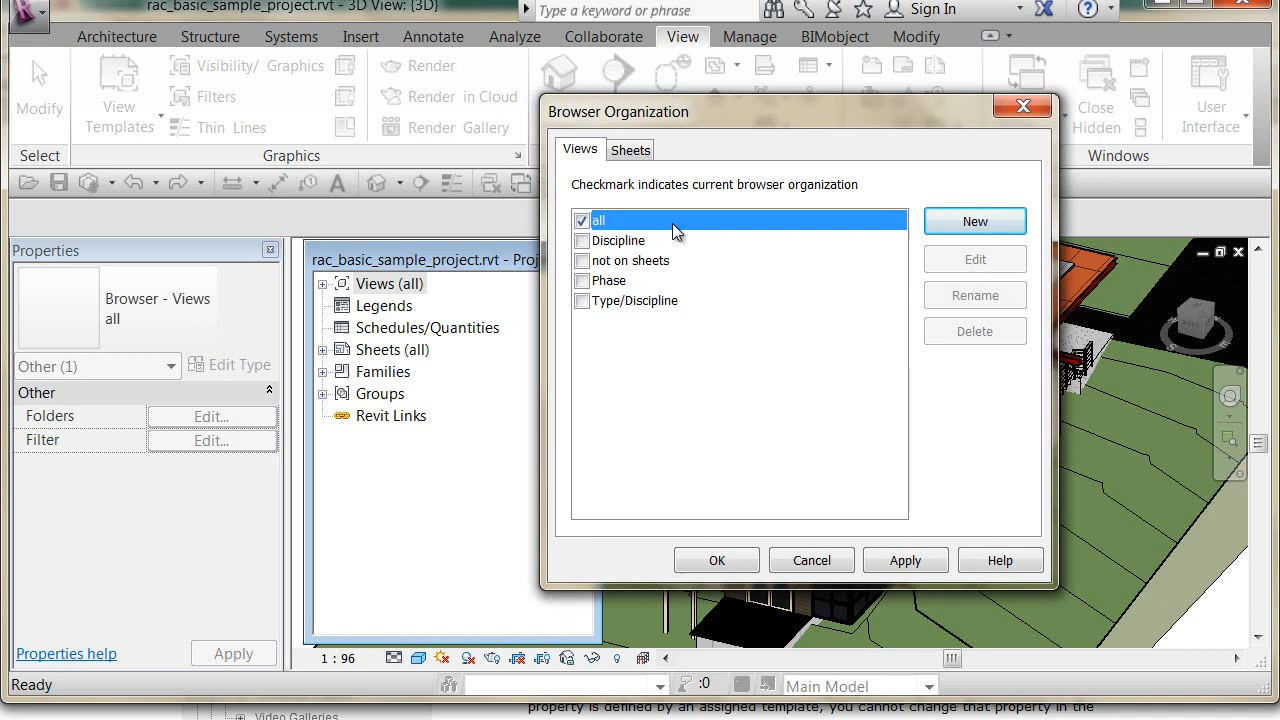 rac_basic_sample_project.rvt - 3D View: {3D}
Type a keyword or phrase
Sign In
Architecture
Structure
Systems
Insert
Annotate
Analyze
Collaborate
View
Manage
BIMobject
Modify
Modify
View
Templates
Visibility/ Graphics
Filters
Thin Lines
Render
Render in Cloud
Render Gallery
Close
Hidden
User
Interface
Select
Graphics
Windows
Properties
Browser - Views
all
Other (1)
Edit Type
Other
Folders
Edit...
Filter
Edit...
Properties help
Apply
rac_basic_sample_project.rvt - Proj
Views (all)
Legends
Schedules/Quantities
Sheets (all)
Families
Groups
Revit Links
Browser Organization
Views
Sheets
Checkmark indicates current browser organization
all
Discipline
not on sheets
Phase
Type/Discipline
New
Edit
Rename
Delete
OK
Cancel
Apply
Help
1 : 96
Ready
:0
Main Model
Video Galleries
property is defined by an assigned template, you cannot change that property in the